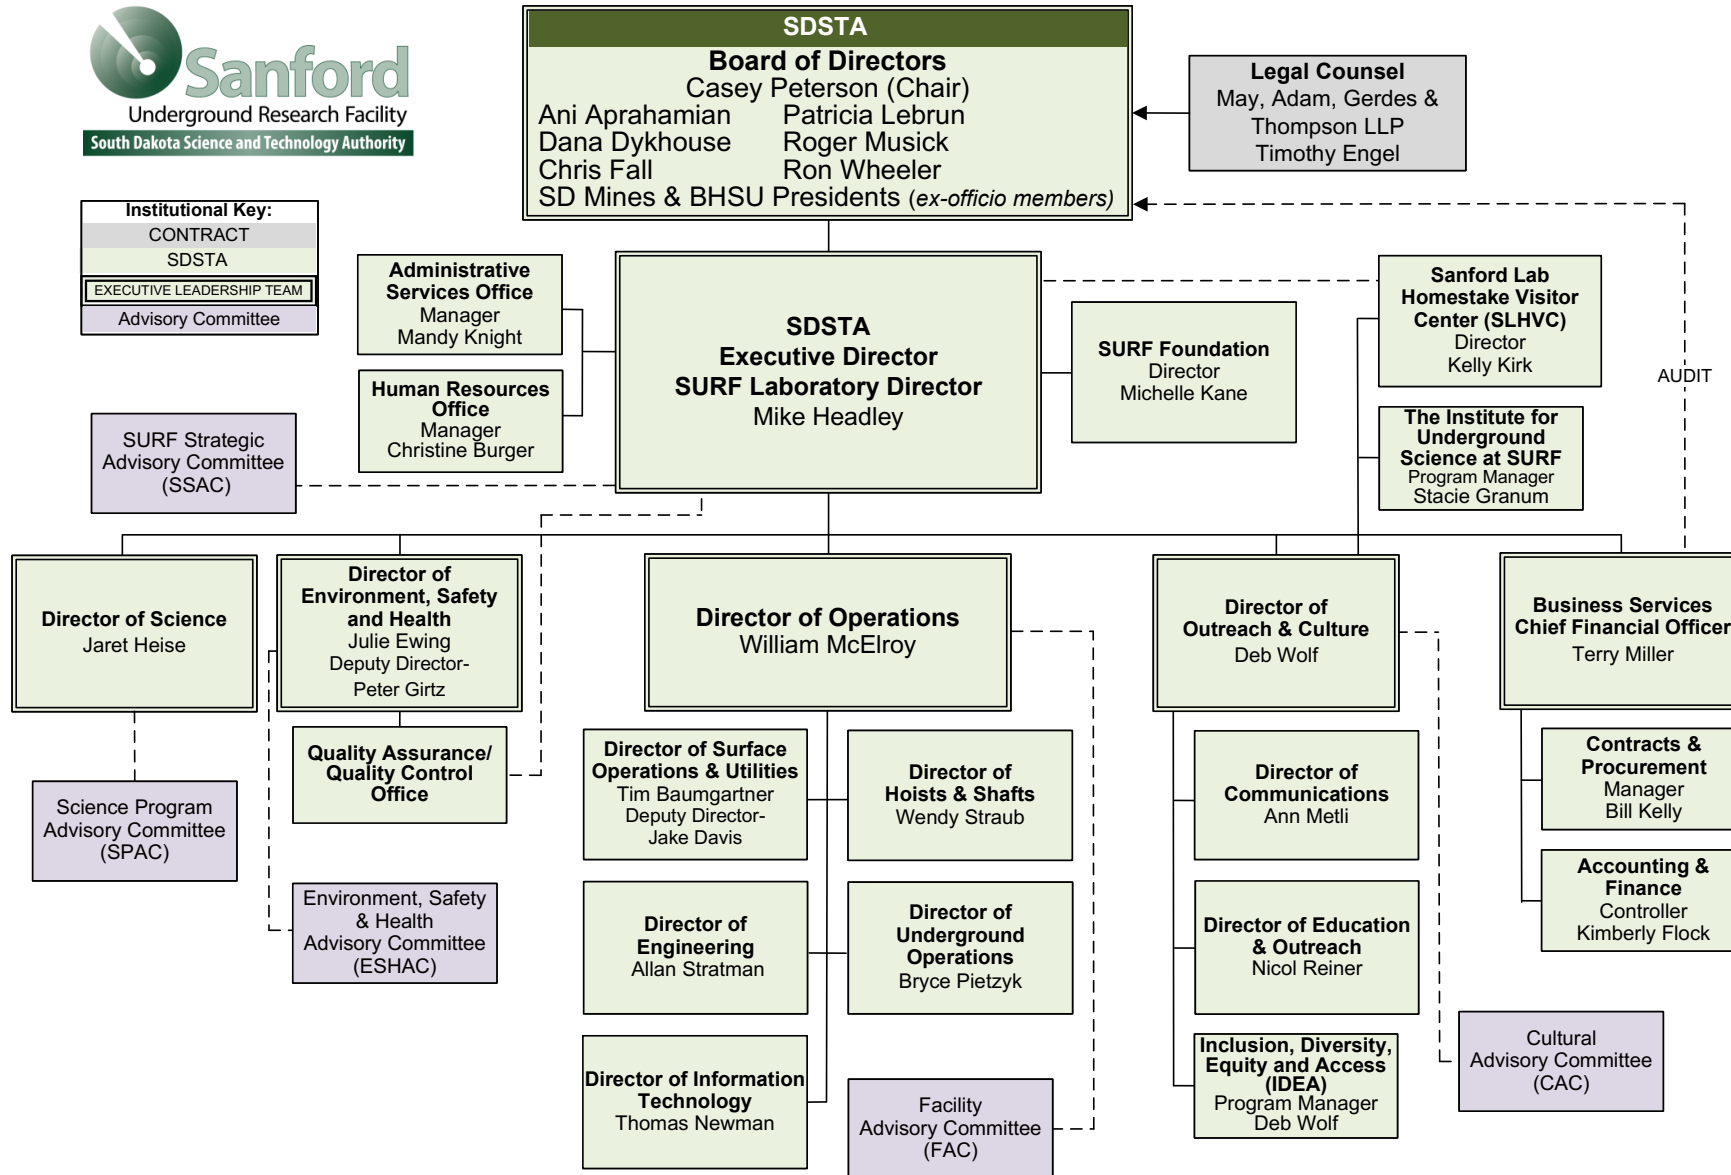 Sanford
Underground Research Facility
South Dakota Science and Technology Authority
SDSTA
Board of Directors
Casey Peterson (Chair)
Ani Aprahamian Patricia Lebrun
Dana Dykhouse Roger Musick
Chris Fall Ron Wheeler
SD Mines & BHSU Presidents (ex-officio members)
Legal Counsel
May, Adam, Gerdes &
Thompson LLP
Timothy Engel
Institutional Key:
CONTRACT
SDSTA
EXECUTIVE LEADERSHIP TEAM
Advisory Committee
Administrative
Services Office
Manager
Mandy Knight
Human Resources
Office
Manager
Christine Burger
SDSTA
Executive Director
SURF Laboratory Director
Mike Headley
SURF Foundation
Director
Michelle Kane
Sanford Lab
Homestake Visitor
Center (SLHVC)
Director
Kelly Kirk
The Institute for
Underground
Science at SURF
Program Manager
Stacie Granum
AUDIT
SURF Strategic
Advisory Committee
(SSAC)
Director of Science
Jaret Heise
Director of
Environment, Safety
and Health
Julie Ewing
Deputy Director-
Peter Girtz
Director of Operations
William McElroy
Director of
Outreach & Culture
Deb Wolf
Business Services
Chief Financial Officer
Terry Miller
Quality Assurance/
Quality Control
Office
Science Program
Advisory Committee
(SPAC)
Environment, Safety
& Health
Advisory Committee
(ESHAC)
Director of Surface
Operations & Utilities
Tim Baumgartner
Deputy Director-
Jake Davis
Director of
Hoists & Shafts
Wendy Straub
Director of
Engineering
Allan Stratman
Director of
Underground
Operations
Bryce Pietzyk
Director of Information
Technology
Thomas Newman
Facility
Advisory Committee
(FAC)
Director of
Communications
Ann Metli
Director of Education
& Outreach
Nicol Reiner
Inclusion, Diversity,
Equity and Access
(IDEA)
Program Manager
Deb Wolf
Contracts &
Procurement
Manager
Bill Kelly
Accounting &
Finance
Controller
Kimberly Flock
Cultural
Advisory Committee
(CAC)